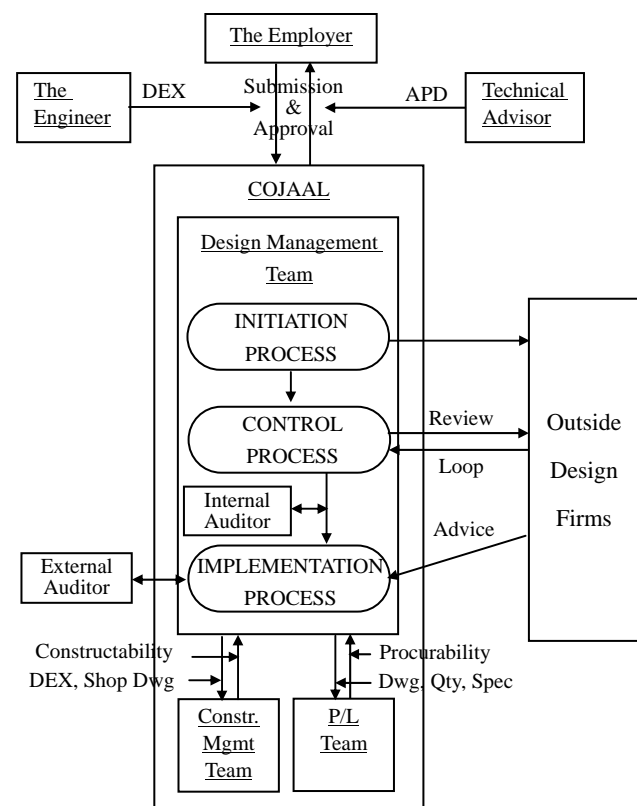 The Employer
The
Engineer
DEX
Submission
&
Approval
APD
Technical
Advisor
COJAAL
Design Management
Team
INITIATION
PROCESS
CONTROL
PROCESS
Review
Loop
Outside
Design
Firms
Internal
Auditor
Advice
External
Auditor
IMPLEMENTATION
PROCESS
Constructability
DEX, Shop Dwg
Procurability
Dwg, Qty, Spec
Constr.
Mgmt
Team
P/L
Team